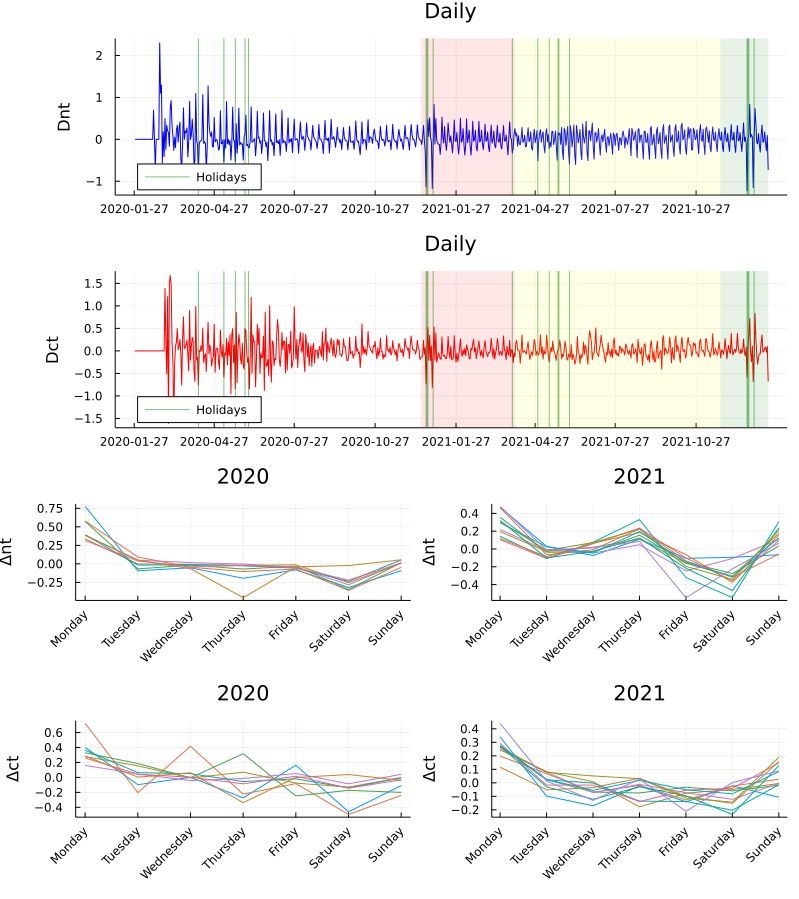 Daily
Dnt
2
1
0
−1
Holidays
2020-01-27 2020-04-27 2020-07-27 2020-10-27 2021-01-27 2021-04-27 2021-07-27 2021-10-27
Daily
Dct
1.5
1.0
0.5
0.0
−0.5
−1.0
−1.5
Holidays
2020-01-27 2020-04-27 2020-07-27 2020-10-27 2021-01-27 2021-04-27 2021-07-27 2021-10-27
2020
Δnt
0.75
0.50
0.25
0.00
−0.25
Monday Tuesday Wednesday Thursday Friday Saturday Sunday
2021
Δnt
0.4
0.2
0.0
−0.2
−0.4
Monday Tuesday Wednesday Thursday Friday Saturday Sunday
2020
Δct
0.6
0.4
0.2
0.0
−0.2
−0.4
Monday Tuesday Wednesday Thursday Friday Saturday Sunday
2021
Δct
0.4
0.3
0.2
0.1
0.0
−0.1
−0.2
Monday Tuesday Wednesday Thursday Friday Saturday Sunday